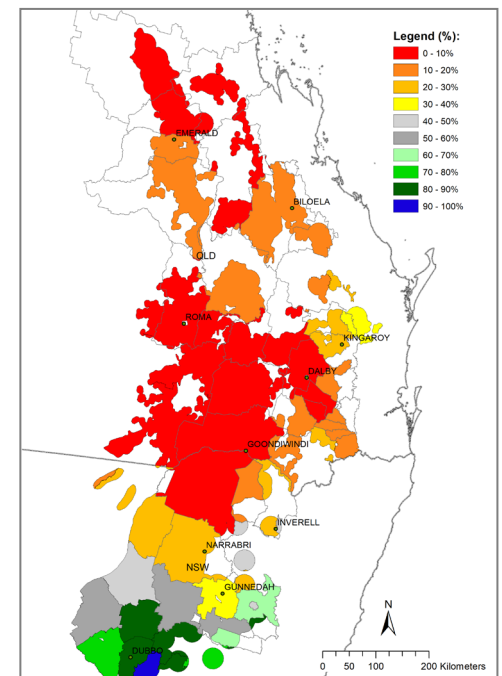 Legend (%):
0 - 10%
10 - 20%
20 - 30%
30 - 40%
40 - 50%
50 - 60%
60 - 70%
70 - 80%
80 - 90%
90 - 100%
EMERALD
BILOELA
QLD
ROMA
KINGAROY
DALBY
GOONDIWINDI
INVERELL
NARRABRI
NSW
GUNNEDAH
DUBBO
N
0 50 100 200 Kilometers